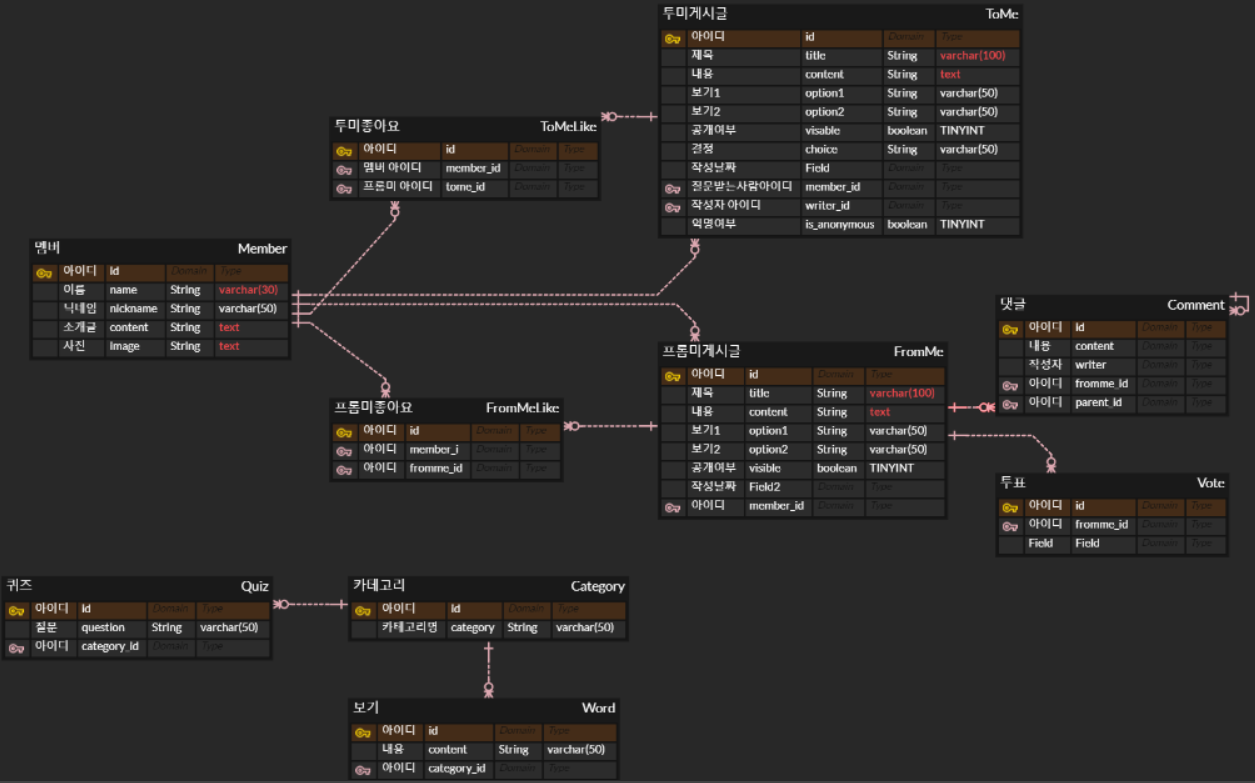 투미게시글 ToMe
아이디 id Domain Type
제목 title String varchar(100)
내용 content String text
보기1 option1 String varchar(50)
보기2 option2 String varchar(50)
공개여부 visable boolean TINYINT
결정 choice String varchar(50)
작성날짜 Field Domain Type
질문받는사람아이디 member_id Domain Type
작성자 아이디 writer_id Domain Type
익명여부 is_anonymous boolean TINYINT
투미좋아요 ToMeLike
아이디 id Domain Type
멤버 아이디 member_id Domain Type
프롬미 아이디 tome_id Domain Type
멤버 Member
아이디 id Domain Type
이름 name String varchar(30)
닉네임 nickname String varchar(50)
소개글 content String text
사진 image String text
댓글 Comment
아이디 id Domain Type
내용 content Domain Type
작성자 writer Domain Type
아이디 fromme_id Domain Type
아이디 parent_id Domain Type
프롬미게시글 FromMe
아이디 id Domain Type
제목 title String varchar(100)
내용 content String text
보기1 option1 String varchar(50)
보기2 option2 String varchar(50)
공개여부 visible boolean TINYINT
작성날짜 Field2 Domain Type
아이디 member_id Domain Type
프롬미좋아요 FromMeLike
아이디 id Domain Type
아이디 member_i Domain Type
아이디 fromme_id Domain Type
투표 Vote
아이디 id Domain Type
아이디 fromme_id Domain Type
Field Field Domain Type
퀴즈 Quiz
아이디 id Domain Type
질문 question String varchar(50)
아이디 category_id Domain Type
카테고리 Category
아이디 id Domain Type
카테고리명 category String varchar(50)
보기 Word
아이디 id Domain Type
내용 content String varchar(50)
아이디 category_id Domain Type